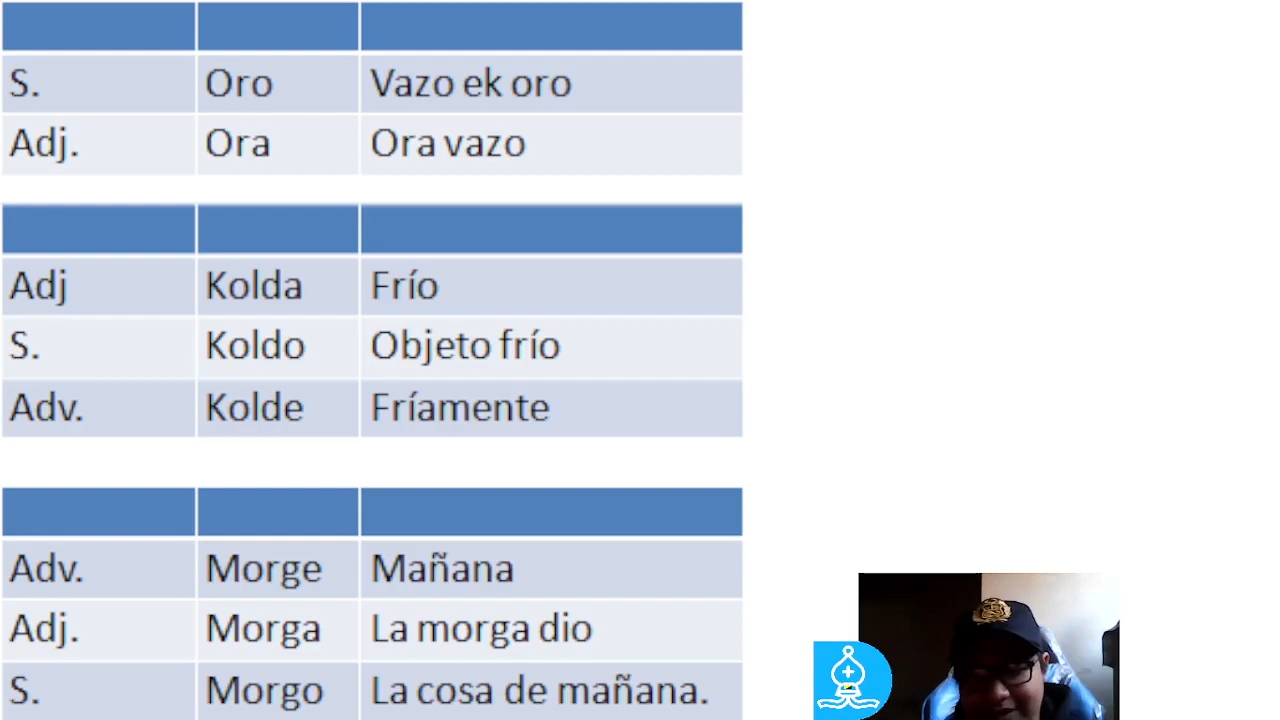 S. Oro Vazo ek oro
Adj. Ora Ora vazo
Adj Kolda Frío
S. Koldo Objeto frío
Adv. Kolde Fríamente
Adv. Morge Mañana
Adj. Morga La morga dio
S. Morgo La cosa de mañana.